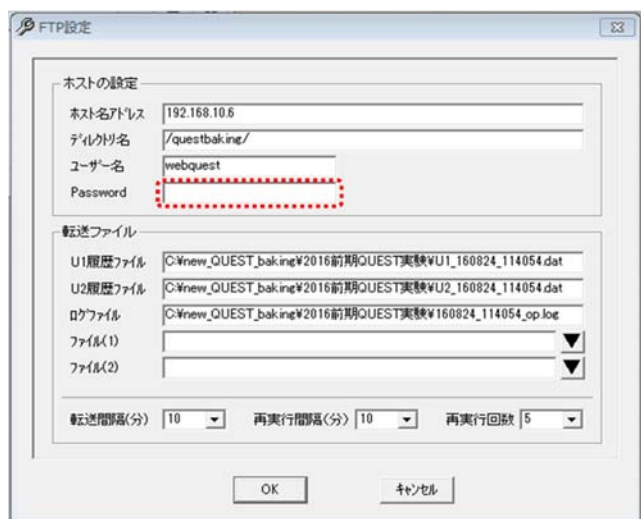 FTP設定
ホストの設定
ホスト名アドレス 192.168.10.6
ディレクトリ名 /questbaking/
ユーザー名 webquest
Password
転送ファイル
U1履歴ファイル C:¥new_QUEST_baking¥2016前期QUEST実験¥U1_160824_114054.dat
U2履歴ファイル C:¥new_QUEST_baking¥2016前期QUEST実験¥U2_160824_114054.dat
ログファイル C:¥new_QUEST_baking¥2016前期QUEST実験¥160824_114054_op.log
ファイル(1)
ファイル(2)
転送間隔(分) 10 再実行間隔(分) 10 再実行回数 5
OK キャンセル